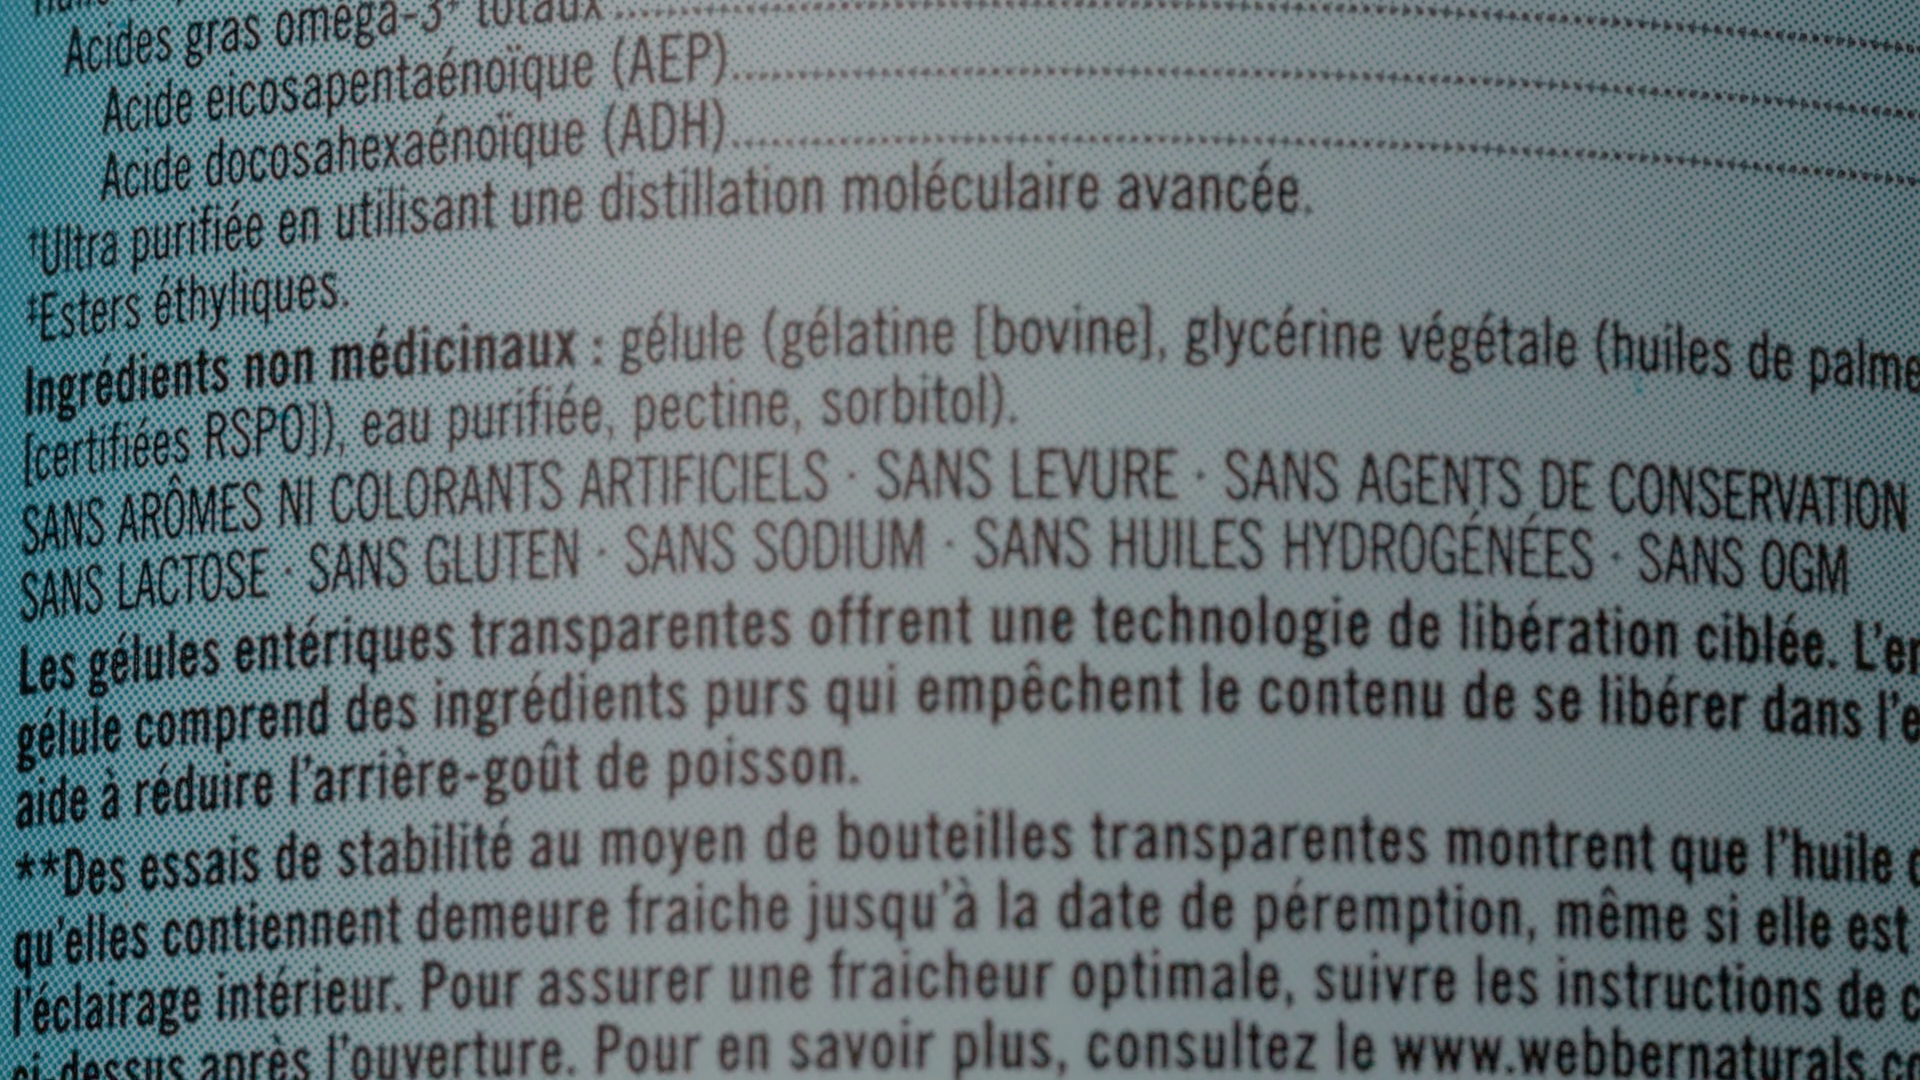 Acides gras oméga-3‡ totaux
Acide eicosapentaénoïque (AEP)
Acide docosahexaénoïque (ADH)
†Ultra purifiée en utilisant une distillation moléculaire avancée.
‡Esters éthyliques.
Ingrédients non médicinaux : gélule (gélatine [bovine], glycérine végétale (huiles de palme
[certifiées RSPO]), eau purifiée, pectine, sorbitol).
SANS ARÔMES NI COLORANTS ARTIFICIELS · SANS LEVURE · SANS AGENTS DE CONSERVATION
SANS LACTOSE · SANS GLUTEN · SANS SODIUM · SANS HUILES HYDROGÉNÉES · SANS OGM
Les gélules entériques transparentes offrent une technologie de libération ciblée.
gélule comprend des ingrédients purs qui empêchent le contenu de se libérer dans
aide à réduire l'arrière-goût de poisson.
**Des essais de stabilité au moyen de bouteilles transparentes montrent que l'huile
qu'elles contiennent demeure fraiche jusqu'à la date de péremption, même si elle est
l'éclairage intérieur. Pour assurer une fraicheur optimale, suivre les instructions de
ci-dessus après l'ouverture. Pour en savoir plus, consultez le www.webbernaturals.c